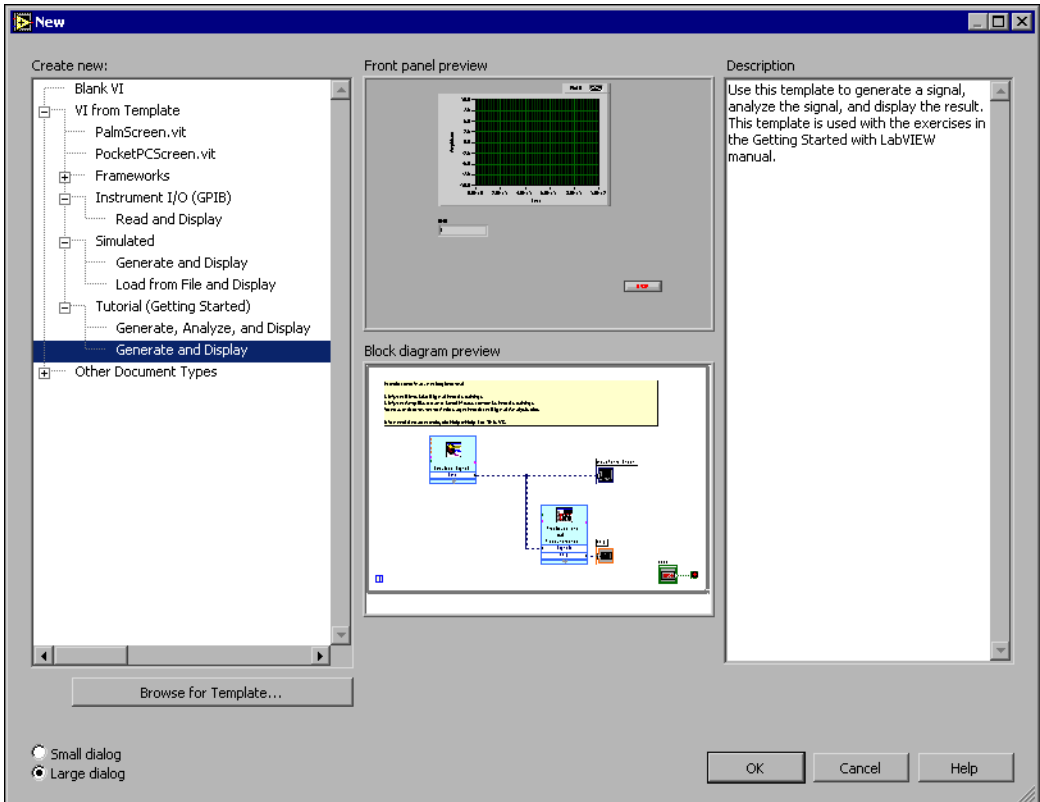 New
Create new:
Blank VI
VI from Template
PalmScreen.vit
PocketPCScreen.vit
Frameworks
Instrument I/O (GPIB)
Read and Display
Simulated
Generate and Display
Load from File and Display
Tutorial (Getting Started)
Generate, Analyze, and Display
Generate and Display
Other Document Types
Browse for Template...
Small dialog
Large dialog
Front panel preview
Amplitude
Time
STOP
Block diagram preview
Description
Use this template to generate a signal,
analyze the signal, and display the result.
This template is used with the exercises in
the Getting Started with LabVIEW
manual.
OK
Cancel
Help